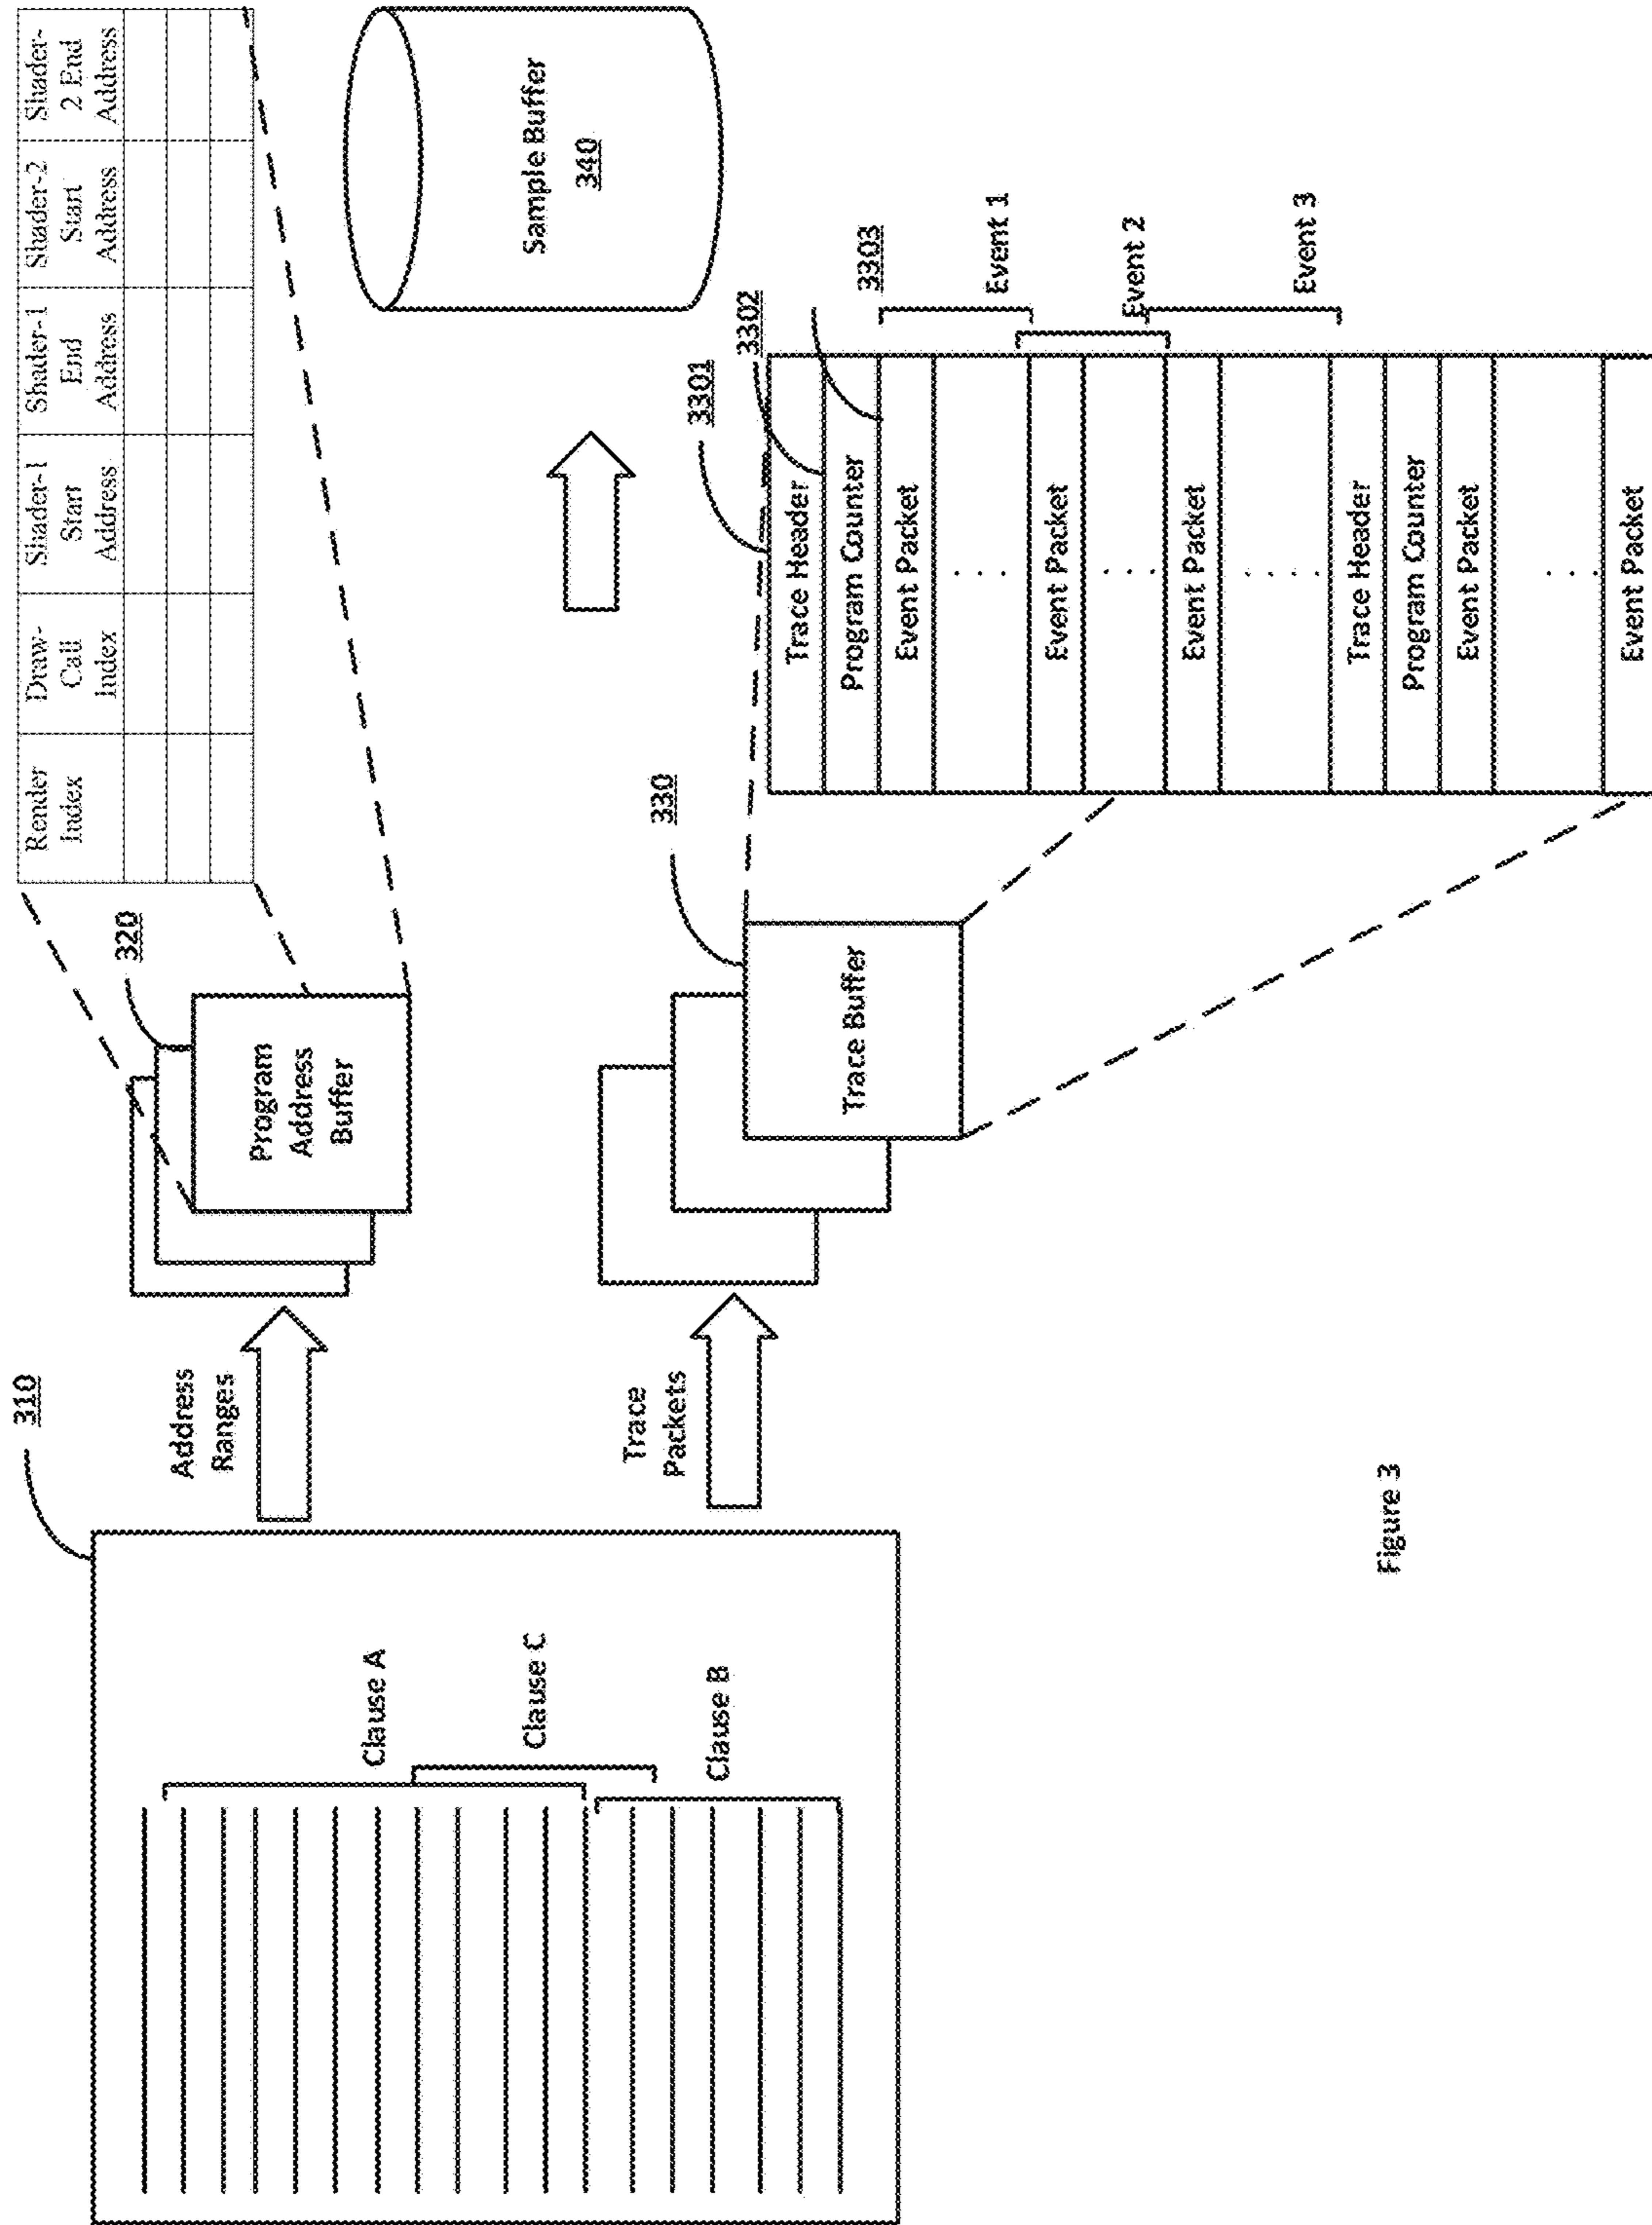 310
Clause A
Clause C
Clause B
Address
Ranges
Trace
Packets
320
Program
Address
Buffer
Render
Index
Draw-
Call
Index
Shader-1
Start
Address
Shader-1
End
Address
Shader-2
Start
Address
Shader-
2 End
Address
330
Trace Buffer
Sample Buffer
340
3301
3302
3303
Trace Header
Program Counter
Event Packet
. . . .
Event Packet
. . . . .
Event Packet
. . . . . .
Trace Header
Program Counter
Event Packet
. . . .
Event Packet
Event 1
Event 2
Event 3
Figure 3